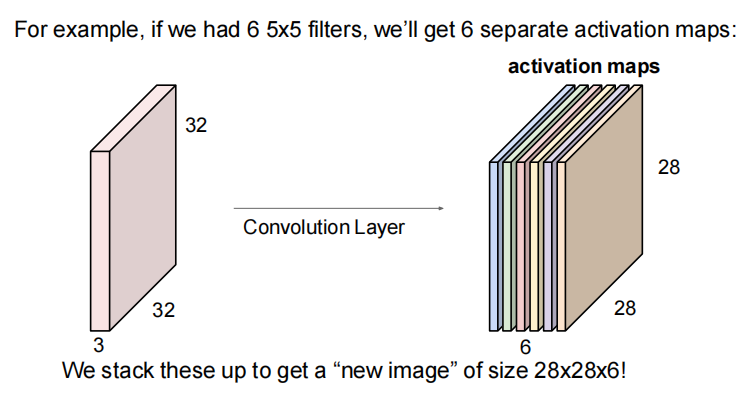 For example, if we had 6 5x5 filters, we'll get 6 separate activation maps:
activation maps
32
28
Convolution Layer
32
28
3
6
We stack these up to get a “new image” of size 28x28x6!